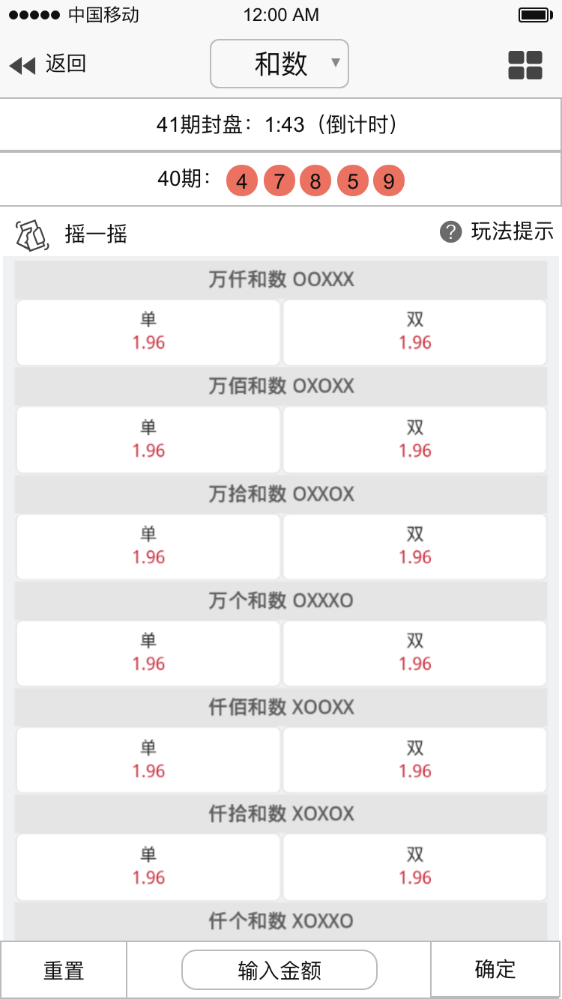 中国移动 12:00 AM
返回 和数
41期封盘：1:43（倒计时）
40期： 4 7 8 5 9
摇一摇 ? 玩法提示
万仟和数 OOXXX
单 双
1.96 1.96
万佰和数 OXOXX
单 双
1.96 1.96
万拾和数 OXXOX
单 双
1.96 1.96
万个和数 OXXXO
单 双
1.96 1.96
仟佰和数 XOOXX
单 双
1.96 1.96
仟拾和数 XOXOX
单 双
1.96 1.96
仟个和数 XOXXO
重置 输入金额 确定